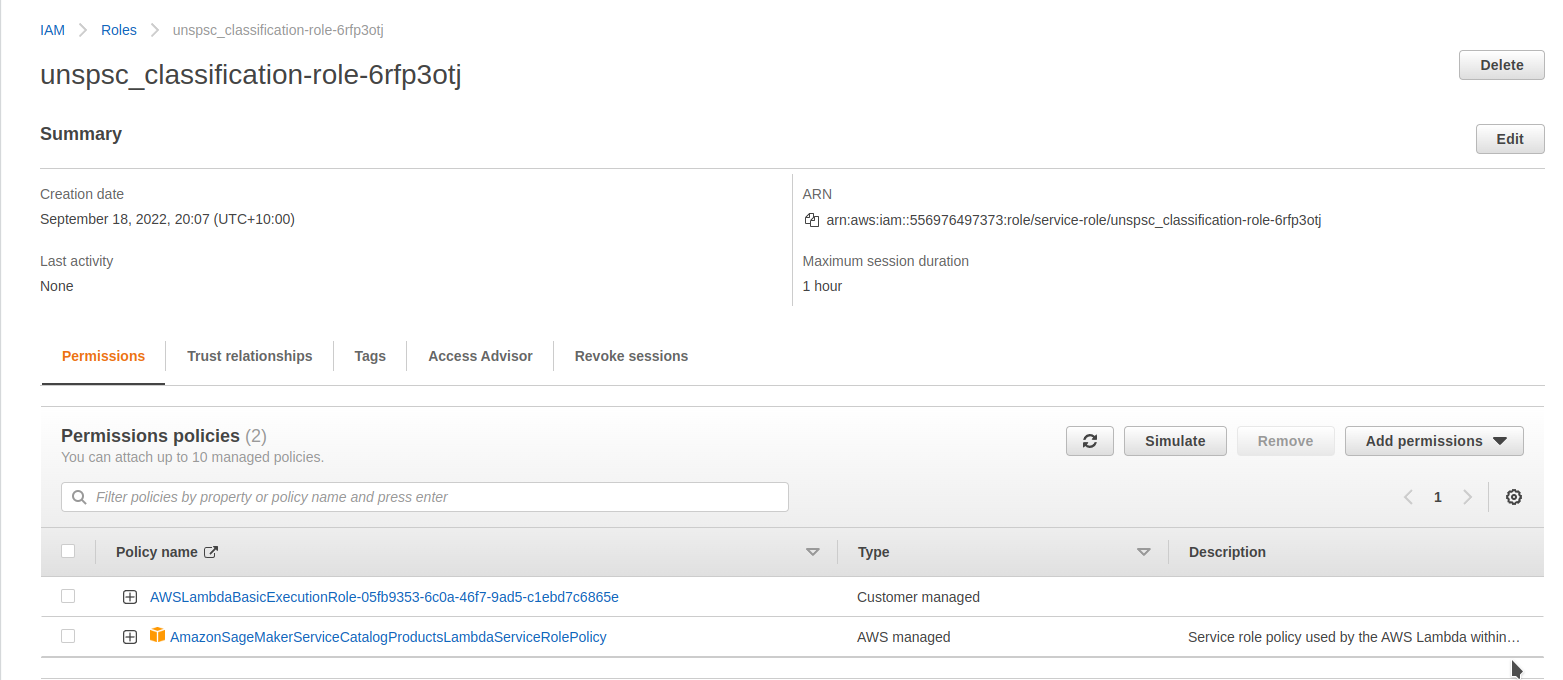 IAM > Roles > unspsc_classification-role-6rfp3otj
unspsc_classification-role-6rfp3otj
Delete
Summary
Edit
Creation date
September 18, 2022, 20:07 (UTC+10:00)
ARN
arn:aws:iam::556976497373:role/service-role/unspsc_classification-role-6rfp3otj
Last activity
None
Maximum session duration
1 hour
Permissions Trust relationships Tags Access Advisor Revoke sessions
Permissions policies (2)
You can attach up to 10 managed policies.
Simulate Remove Add permissions
Filter policies by property or policy name and press enter
1
Policy name Type Description
AWSLambdaBasicExecutionRole-05fb9353-6c0a-46f7-9ad5-c1ebd7c6865e Customer managed
AmazonSageMakerServiceCatalogProductsLambdaServiceRolePolicy AWS managed Service role policy used by the AWS Lambda within…